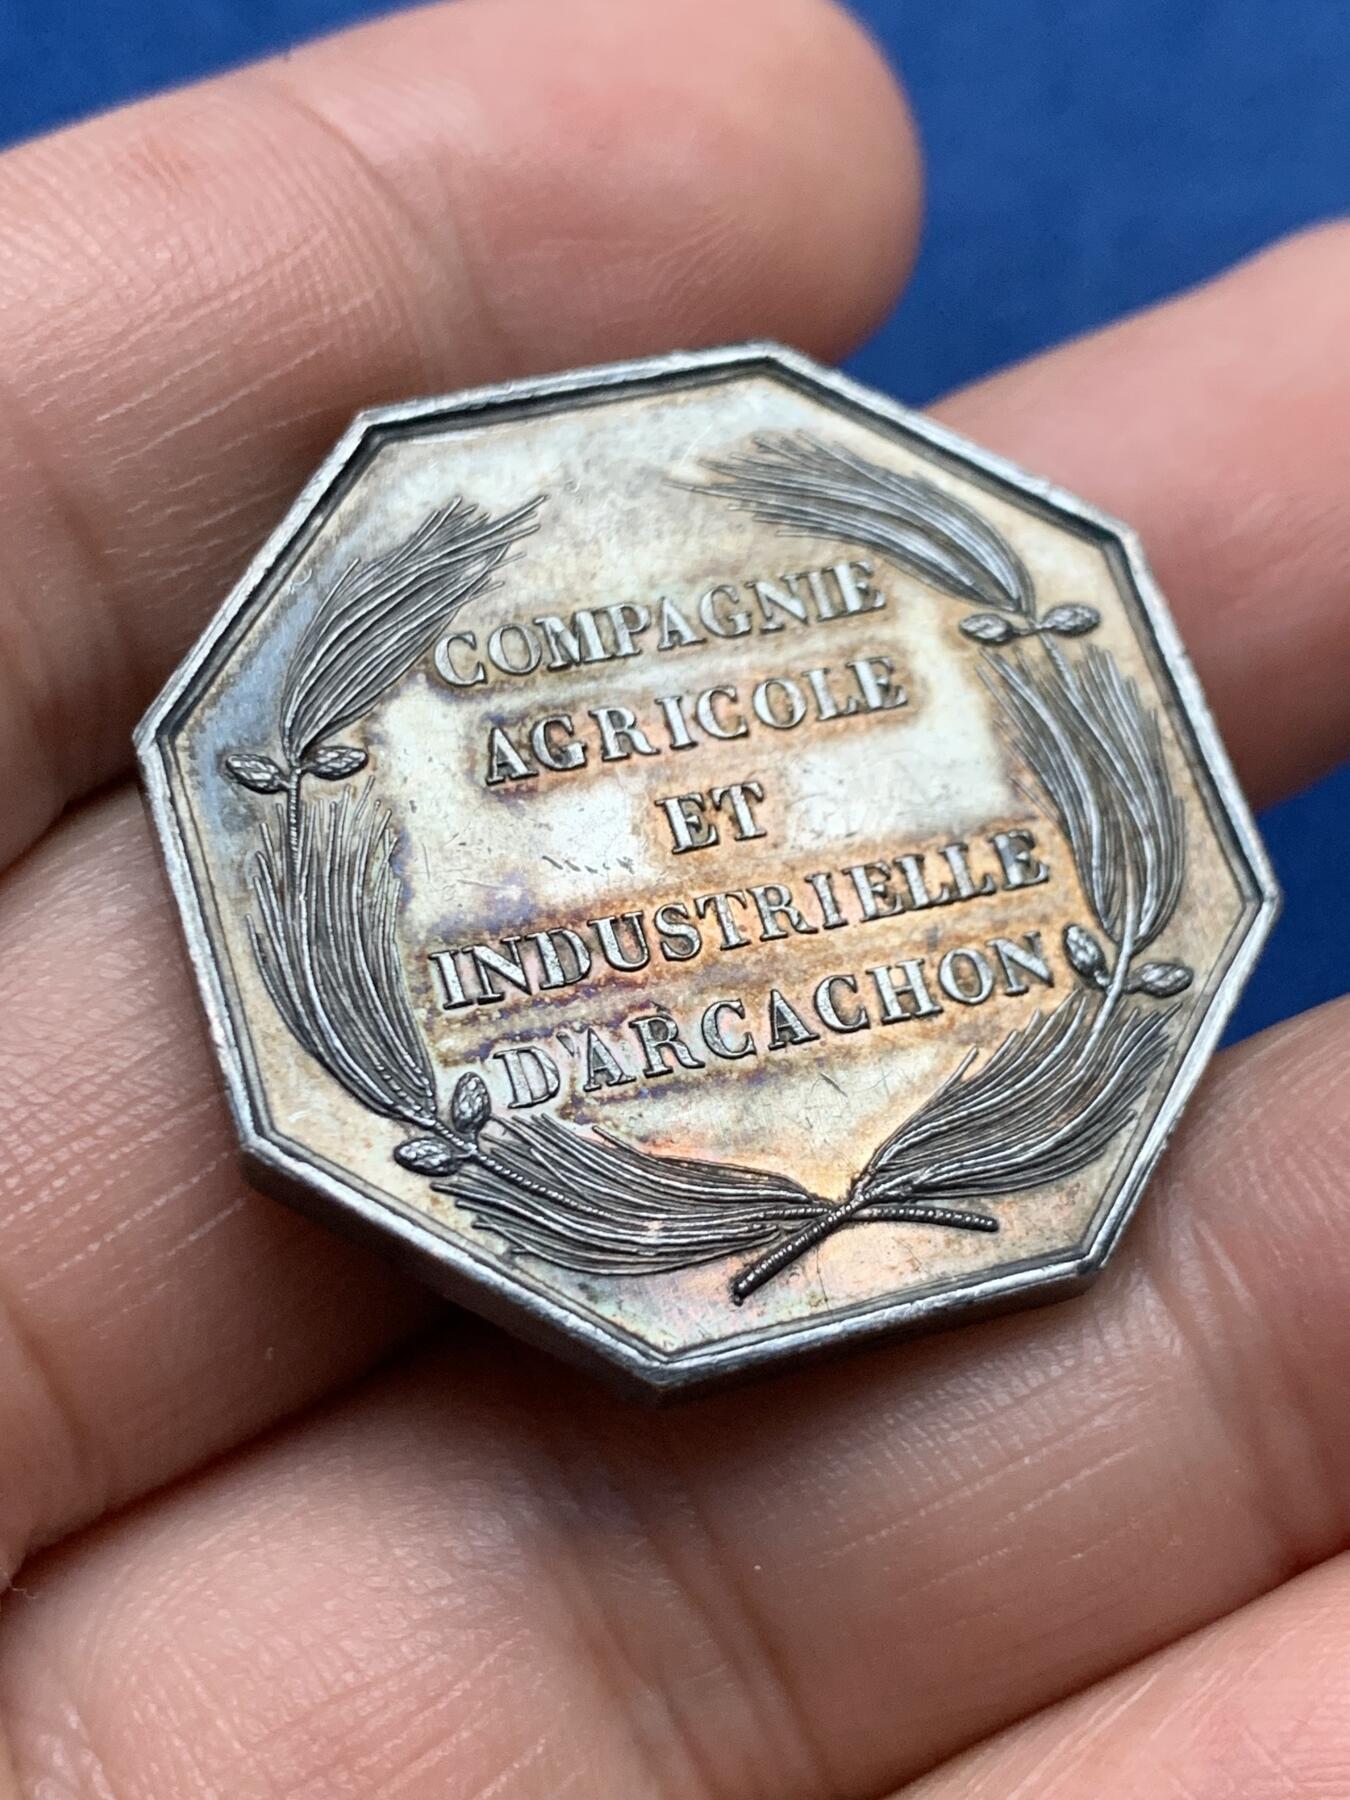 COMPAGNIE
AGRICOLE
ET
INDUSTRIELLE
D'ARCACHON